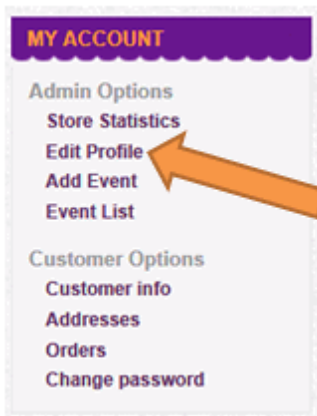 MY ACCOUNT
Admin Options
Store Statistics
Edit Profile
Add Event
Event List
Customer Options
Customer info
Addresses
Orders
Change password